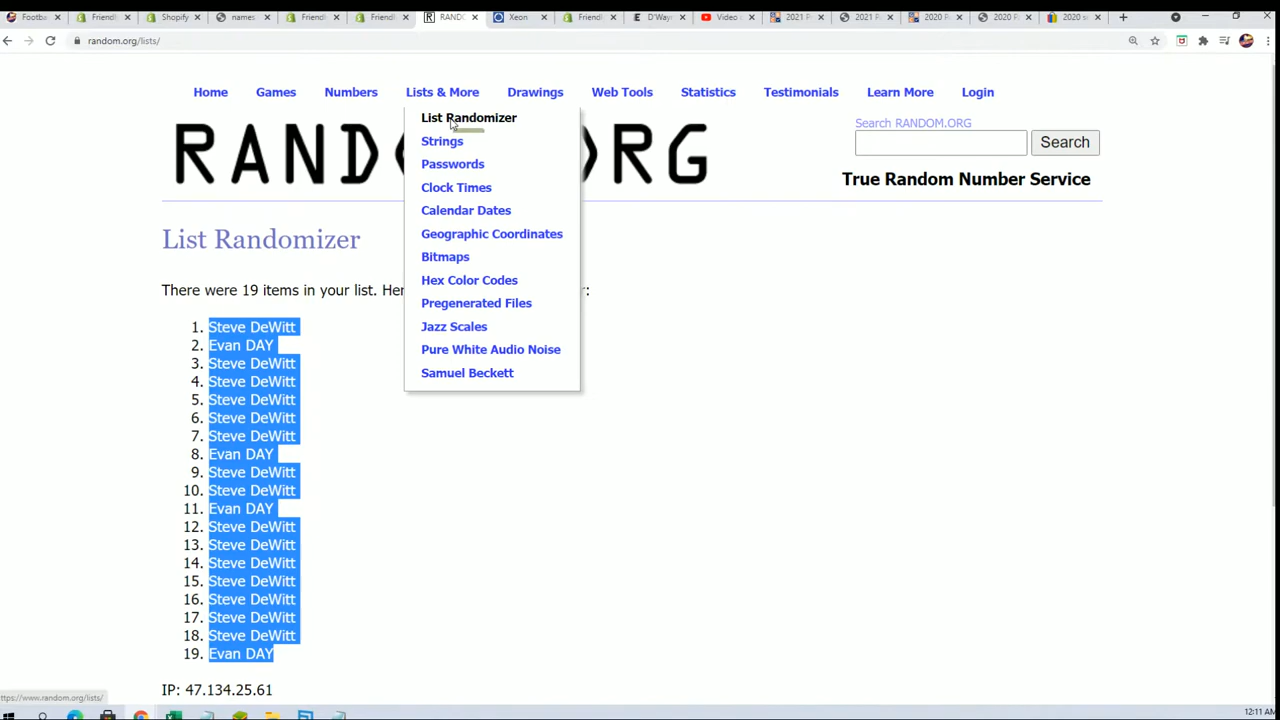 Footba
Friendl
Shopify
names
Friendl
Friendl
RANDO
Xeon
Friendl
D'Way
Video
2021 P
2021 P
2020 P
2020 P
2020 s
random.org/lists/
Home Games Numbers Lists & More Drawings Web Tools Statistics Testimonials Learn More Login
List Randomizer
Strings
Passwords
Clock Times
Calendar Dates
Geographic Coordinates
Bitmaps
Hex Color Codes
Pregenerated Files
Jazz Scales
Pure White Audio Noise
Samuel Beckett
Search RANDOM.ORG
Search
True Random Number Service
List Randomizer
There were 19 items in your list. Her
1. Steve DeWitt
2. Evan DAY
3. Steve DeWitt
4. Steve DeWitt
5. Steve DeWitt
6. Steve DeWitt
7. Steve DeWitt
8. Evan DAY
9. Steve DeWitt
10. Steve DeWitt
11. Evan DAY
12. Steve DeWitt
13. Steve DeWitt
14. Steve DeWitt
15. Steve DeWitt
16. Steve DeWitt
17. Steve DeWitt
18. Steve DeWitt
19. Evan DAY
IP: 47.134.25.61
https://www.random.org/lists/
12:11 AM